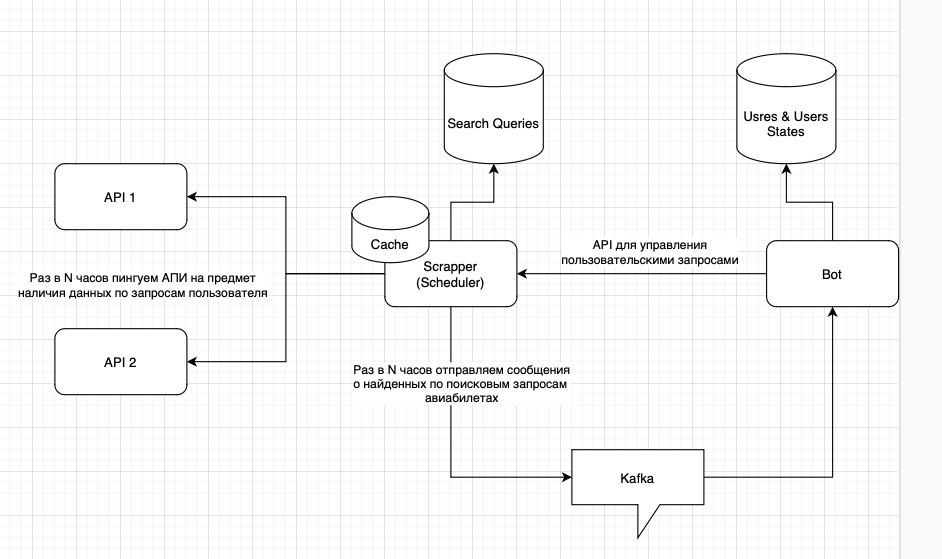 Search Queries
Usres & Users
States
API 1
Cache
Scrapper
(Scheduler)
API для управления
пользовательскими запросами
Bot
Раз в N часов пингуем АПИ на предмет
наличия данных по запросам пользователя
API 2
Раз в N часов отправляем сообщения
о найденных по поисковым запросам
авиабилетах
Kafka